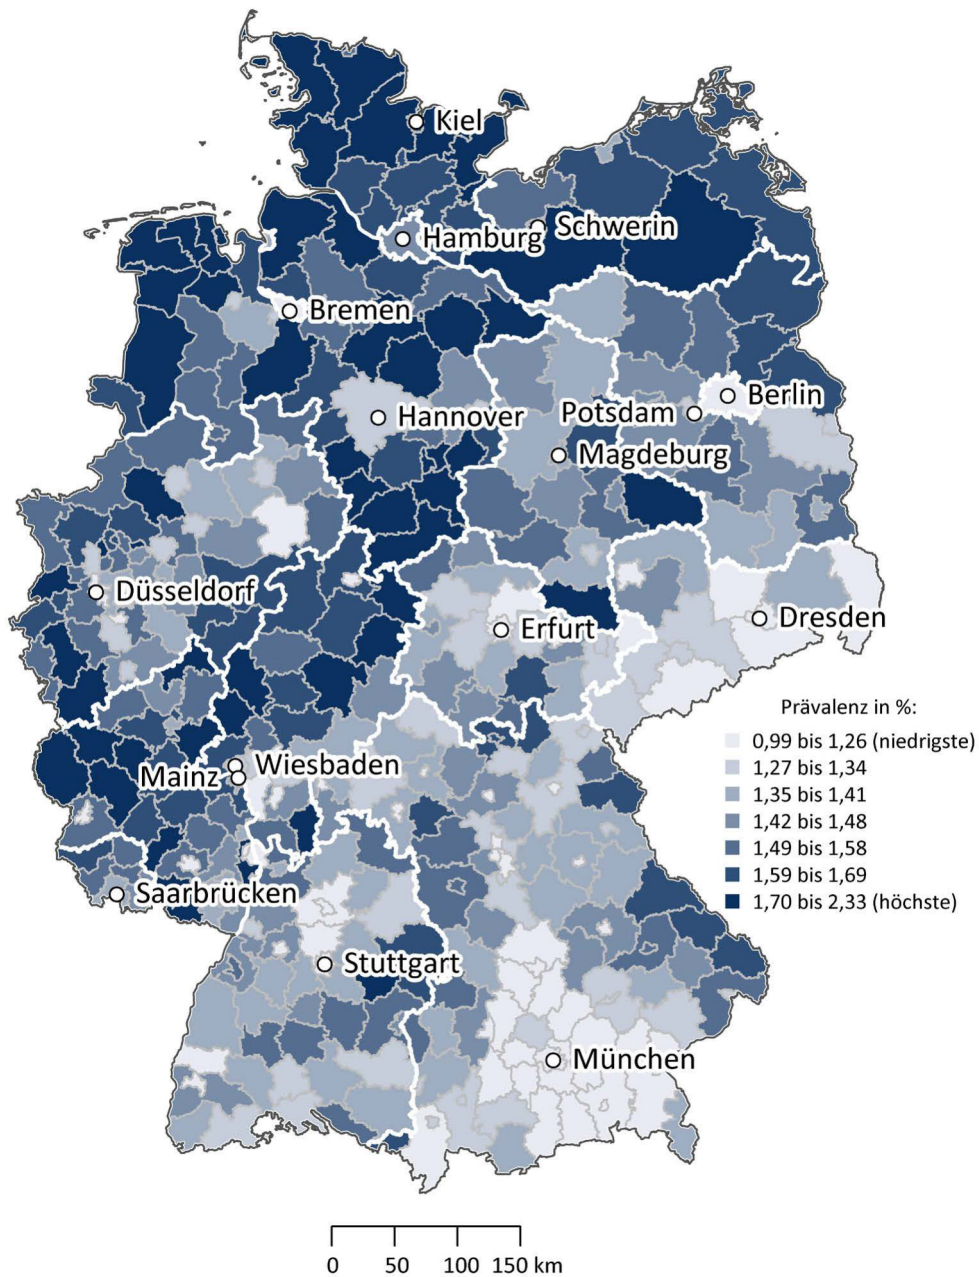 Kiel
Schwerin
Hamburg
Bremen
Berlin
Hannover
Potsdam
Magdeburg
Düsseldorf
Erfurt
Dresden
Prävalenz in %:
0,99 bis 1,26 (niedrigste)
1,27 bis 1,34
1,35 bis 1,41
1,42 bis 1,48
1,49 bis 1,58
1,59 bis 1,69
1,70 bis 2,33 (höchste)
Wiesbaden
Mainz
Saarbrücken
Stuttgart
München
0 50 100 150 km